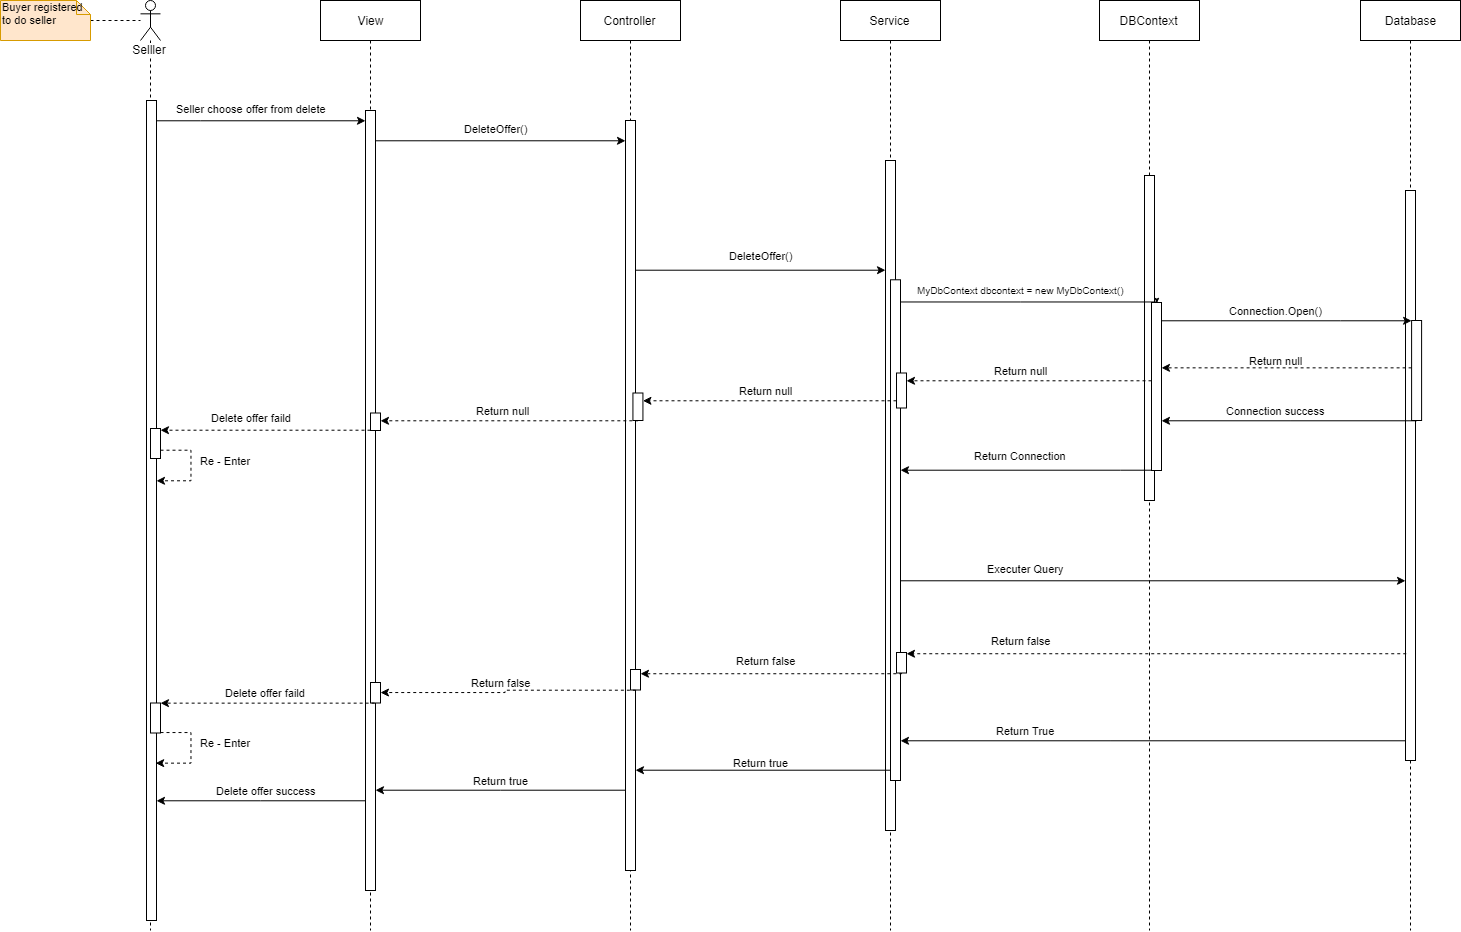 Buyer registered
to do seller
Selller
View
Controller
Service
DBContext
Database
Seller choose offer from delete
DeleteOffer()
DeleteOffer()
MyDbContext dbcontext = new MyDbContext()
Connection.Open()
Return null
Return null
Return null
Return null
Delete offer faild
Connection success
Re - Enter
Return Connection
Executer Query
Return false
Return false
Return false
Delete offer faild
Return True
Re - Enter
Return true
Return true
Delete offer success